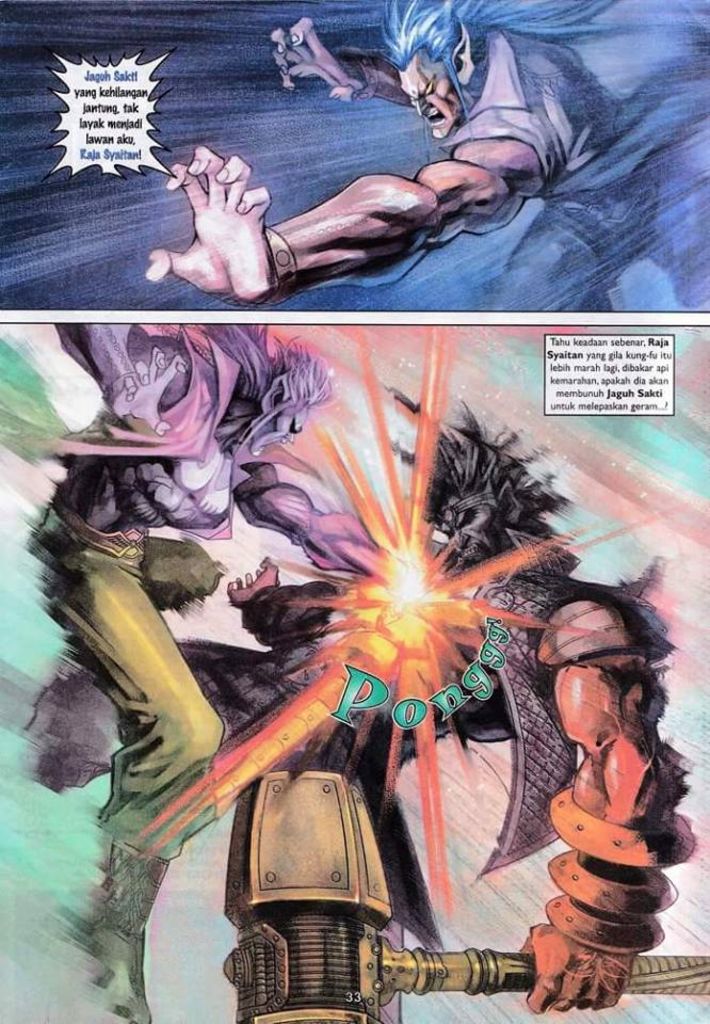 Jaguh Sakti
yang kehilangan
jantung, tak
layak menjadi
lawan aku,
Raja Syaitan!
Tahu keadaan sebenar, Raja
Syaitan yang gila kung-fu itu
lebih marah lagi, dibakar api
kemarahan, apakah dia akan
membunuh Jaguh Sakti
untuk melepaskan geram...?
Ponggg
33